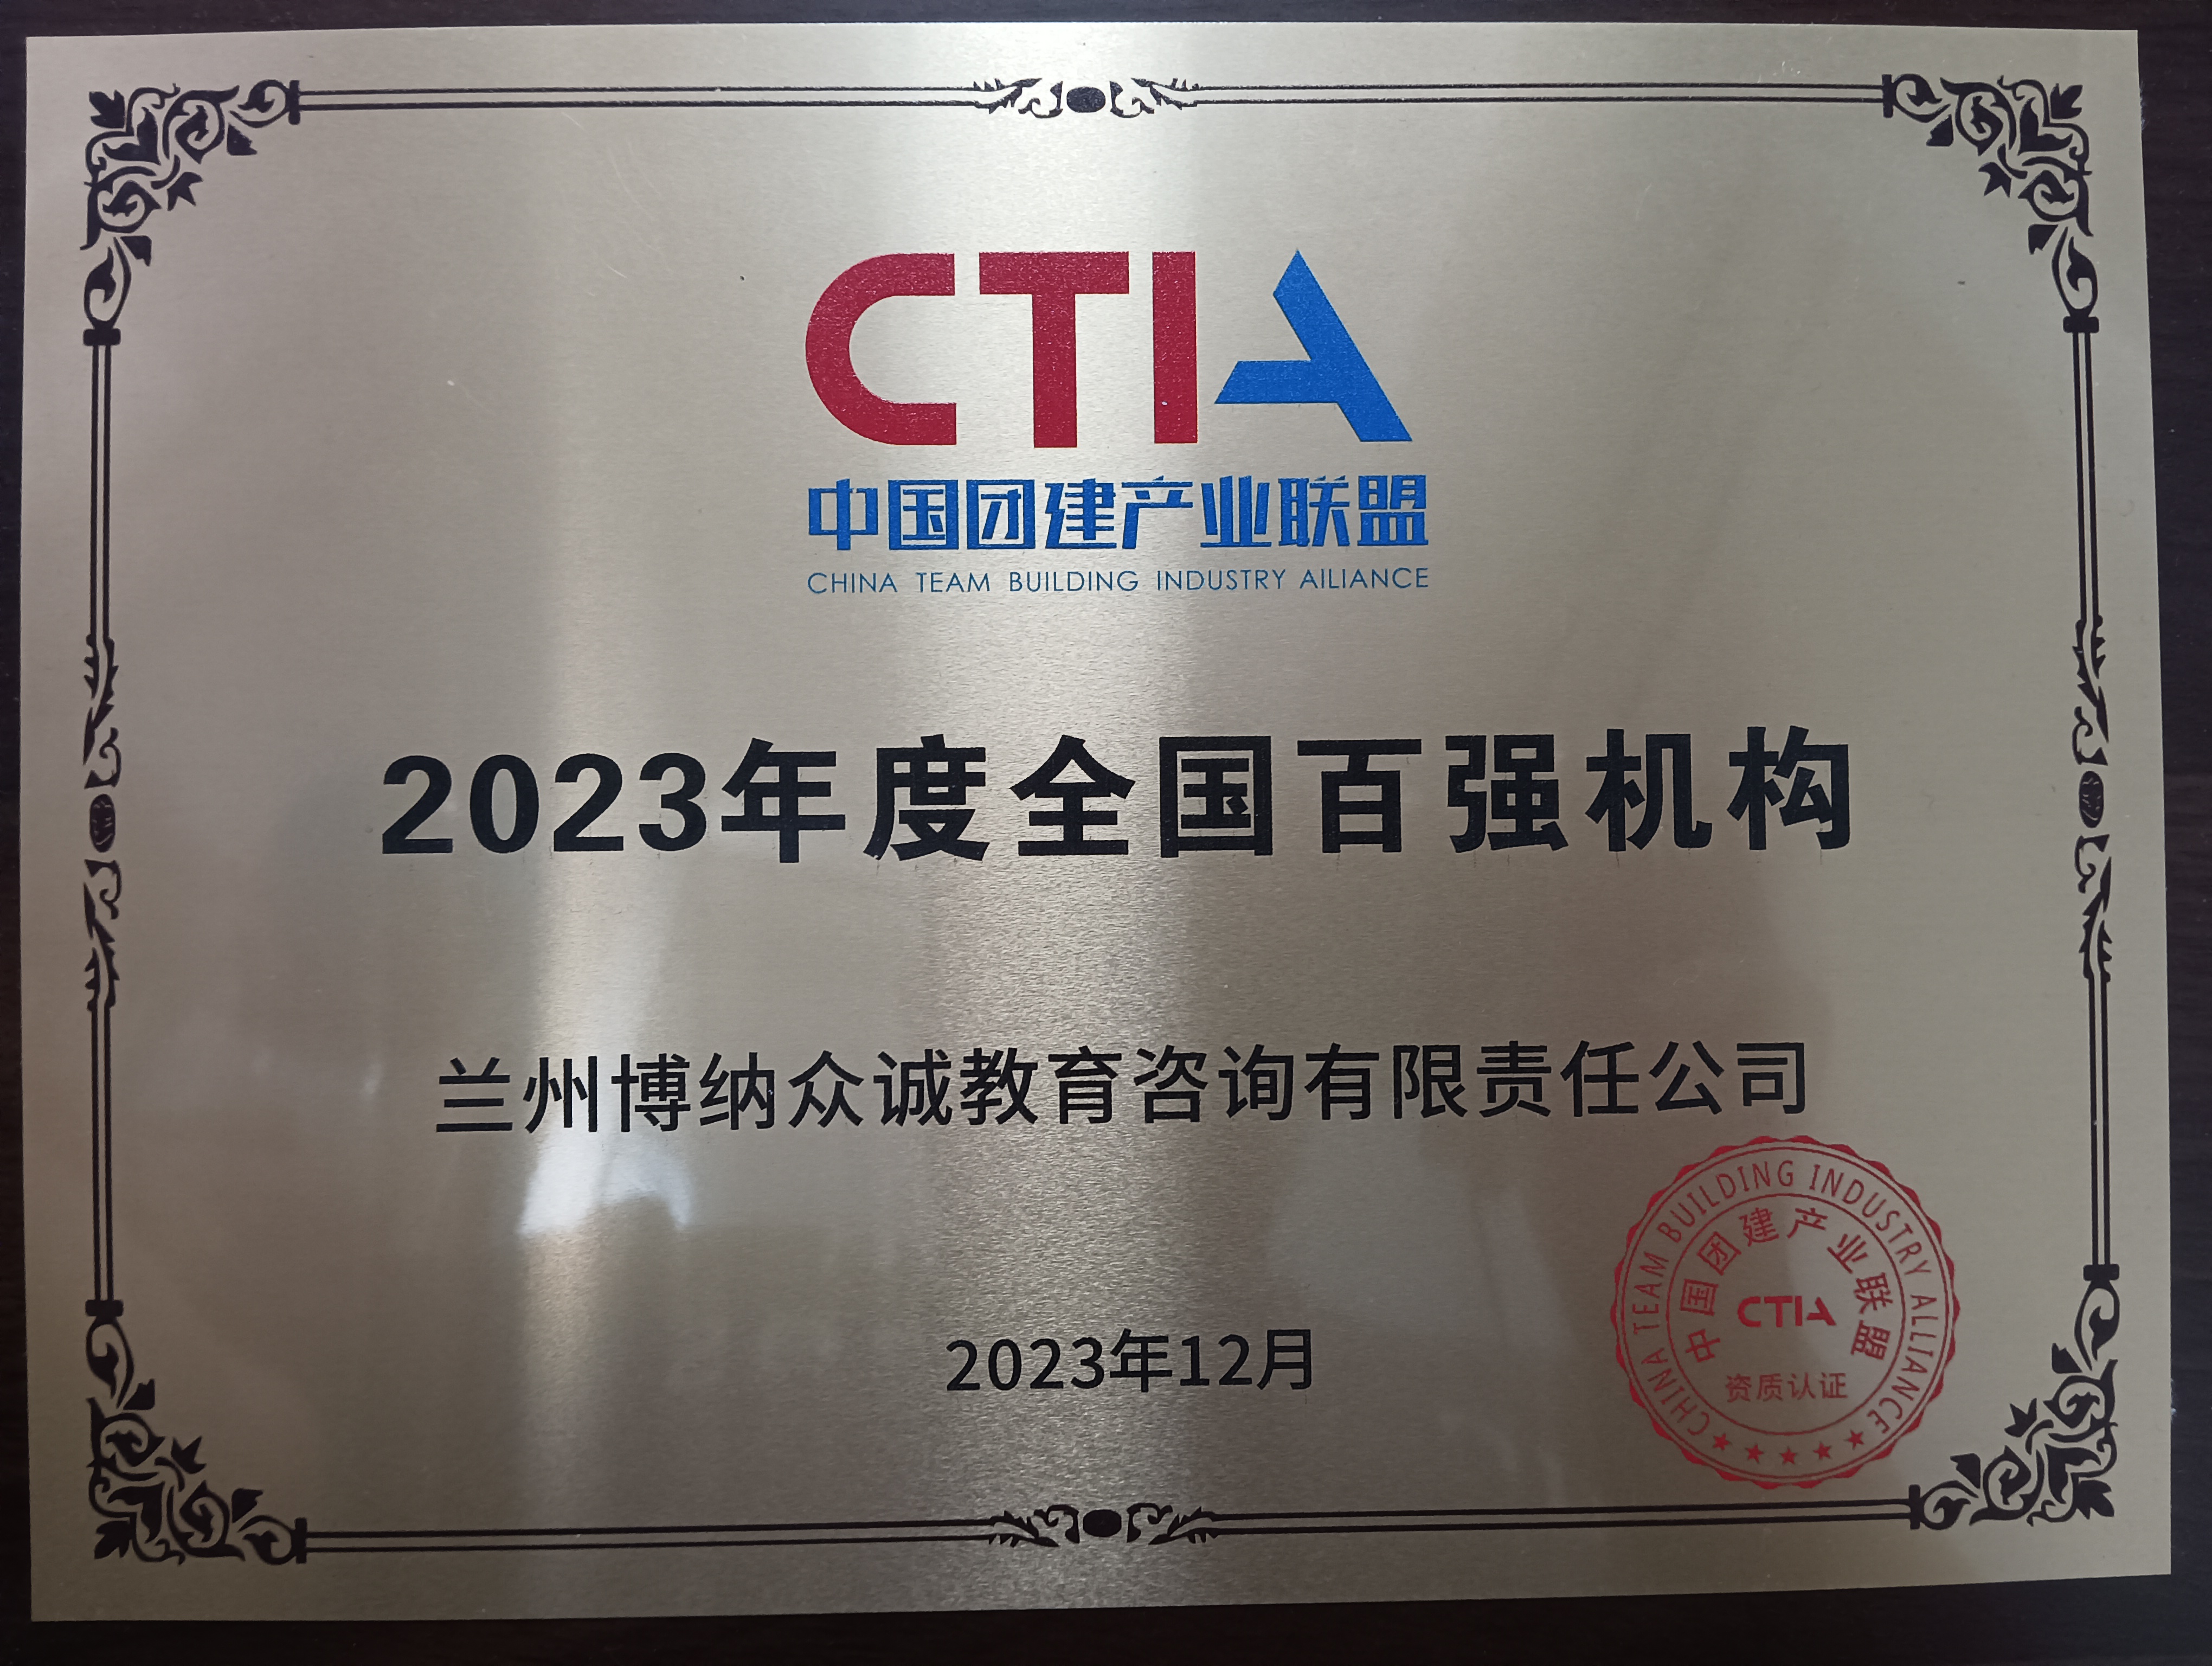 CTIA
中国团建产业联盟
CHINA TEAM BUILDING INDUSTRY AILIANCE
2023年度全国百强机构
兰州博纳众诚教育咨询有限责任公司
2023年12月
CHINA TEAM BUILDING INDUSTRY ALLIANCE
中国团建产业联盟
CTIA
资质认证